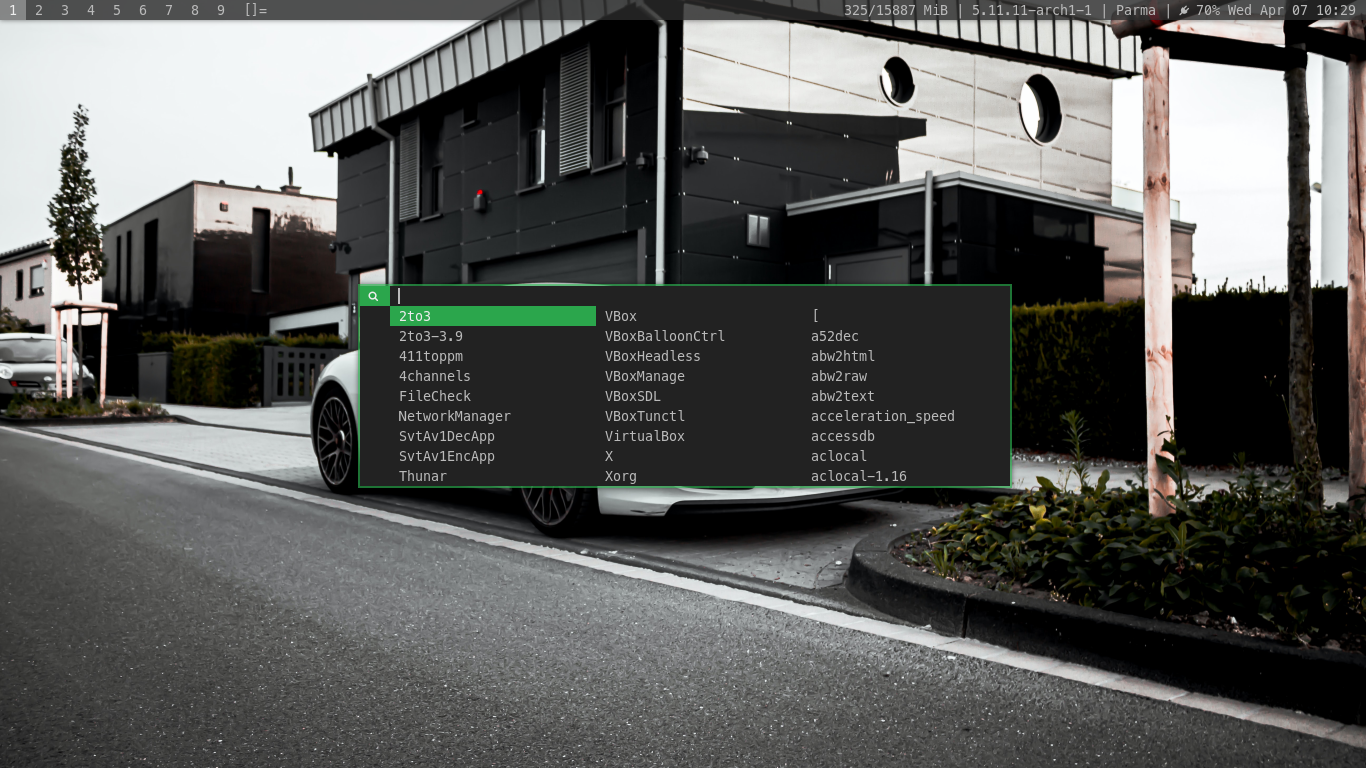 1 2 3 4 5 6 7 8 9 []= 325/15887 MiB | 5.11.11-arch1-1 | Parma | 70% Wed Apr 07 10:29
2to3 VBox [
2to3-3.9 VBoxBalloonCtrl a52dec
411toppm VBoxHeadless abw2html
4channels VBoxManage abw2raw
FileCheck VBoxSDL abw2text
NetworkManager VBoxTunctl acceleration_speed
SvtAv1DecApp VirtualBox accessdb
SvtAv1EncApp X aclocal
Thunar Xorg aclocal-1.16